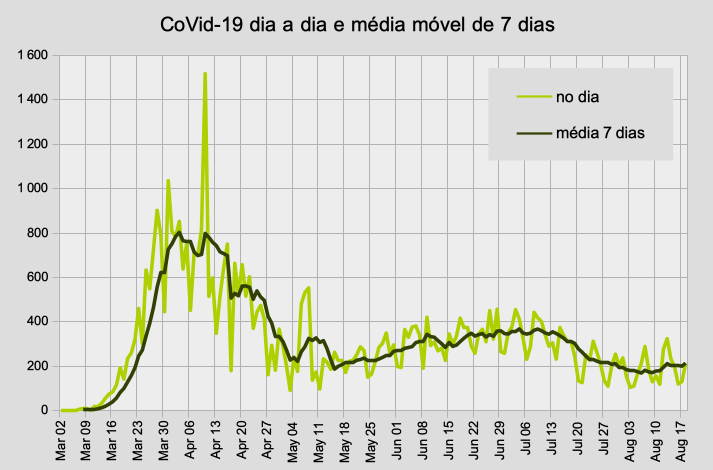 CoVid-19 dia a dia e média móvel de 7 dias
1 600
1 400
1 200
1 000
800
600
400
200
0
no dia
média 7 dias
Mar 02
Mar 09
Mar 16
Mar 23
Mar 30
Apr 06
Apr 13
Apr 20
Apr 27
May 04
May 11
May 18
May 25
Jun 01
Jun 08
Jun 15
Jun 22
Jun 29
Jul 06
Jul 13
Jul 20
Jul 27
Aug 03
Aug 10
Aug 17